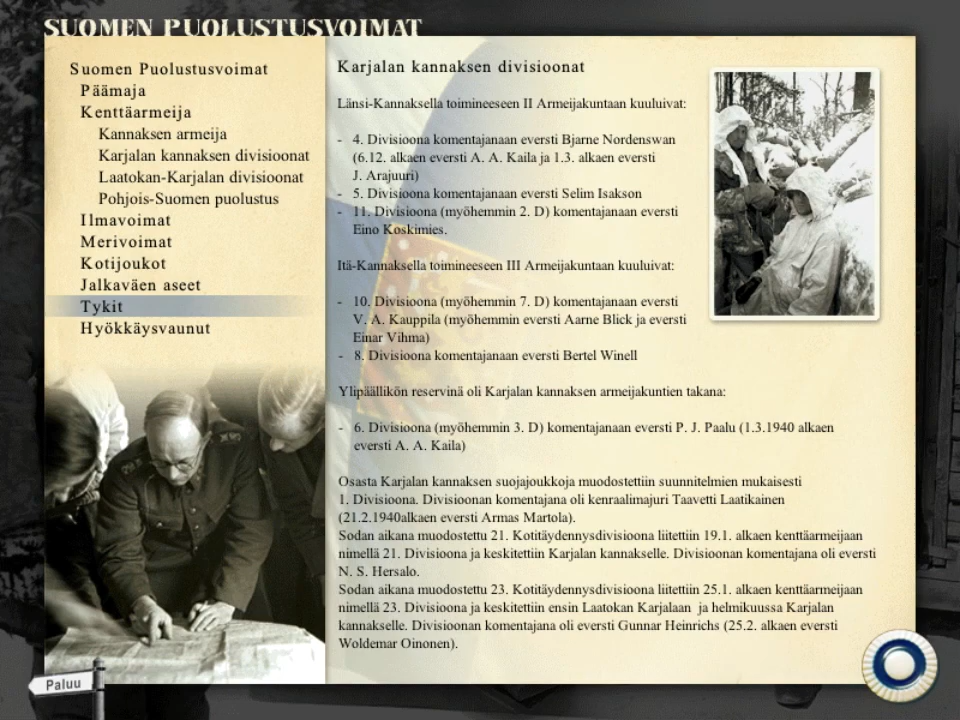 SUOMEN PUOLUSTUSVOIMAT
Suomen Puolustusvoimat
Päämaja
Kenttäarmeija
Kannaksen armeija
Karjalan kannaksen divisioonat
Laatokan-Karjalan divisioonat
Pohjois-Suomen puolustus
Ilmavoimat
Merivoimat
Kotijoukot
Jalkaväen aseet
Tykit
Hyökkäysvaunut
Karjalan kannaksen divisioonat
Länsi-Kannaksella toimineeseen II Armeijakuntaan kuuluivat:
- 4. Divisioona komentajanaan eversti Bjarne Nordenswan
(6.12. alkaen eversti A. A. Kaila ja 1.3. alkaen eversti
J. Arajuuri)
- 5. Divisioona komentajanaan eversti Selim Isakson
- 11. Divisioona (myöhemmin 2. D) komentajanaan eversti
Eino Koskimies.
Itä-Kannaksella toimineeseen III Armeijakuntaan kuuluivat:
- 10. Divisioona (myöhemmin 7. D) komentajanaan eversti
V. A. Kauppila (myöhemmin eversti Aarne Blick ja eversti
Einar Vihma)
- 8. Divisioona komentajanaan eversti Bertel Winell
Ylipäällikön reservinä oli Karjalan kannaksen armeijakuntien takana:
- 6. Divisioona (myöhemmin 3. D) komentajanaan eversti P. J. Paalu (1.3.1940 alkaen
eversti A. A. Kaila)
Osasta Karjalan kannaksen suojajoukkoja muodostettiin suunnitelmien mukaisesti
1. Divisioona. Divisioonan komentajana oli kenraalimajuri Taavetti Laatikainen
(21.2.1940alkaen eversti Armas Martola).
Sodan aikana muodostettu 21. Kotitäydennysdivisioona liitettiin 19.1. alkaen kenttäarmeijaan
nimellä 21. Divisioona ja keskitettiin Karjalan kannakselle. Divisioonan komentajana oli eversti
N. S. Hersalo.
Sodan aikana muodostettu 23. Kotitäydennysdivisioona liitettiin 25.1. alkaen kenttäarmeijaan
nimellä 23. Divisioona ja keskitettiin ensin Laatokan Karjalaan ja helmikuussa Karjalan
kannakselle. Divisioonan komentajana oli eversti Gunnar Heinrichs (25.2. alkaen eversti
Woldemar Oinonen).
Paluu